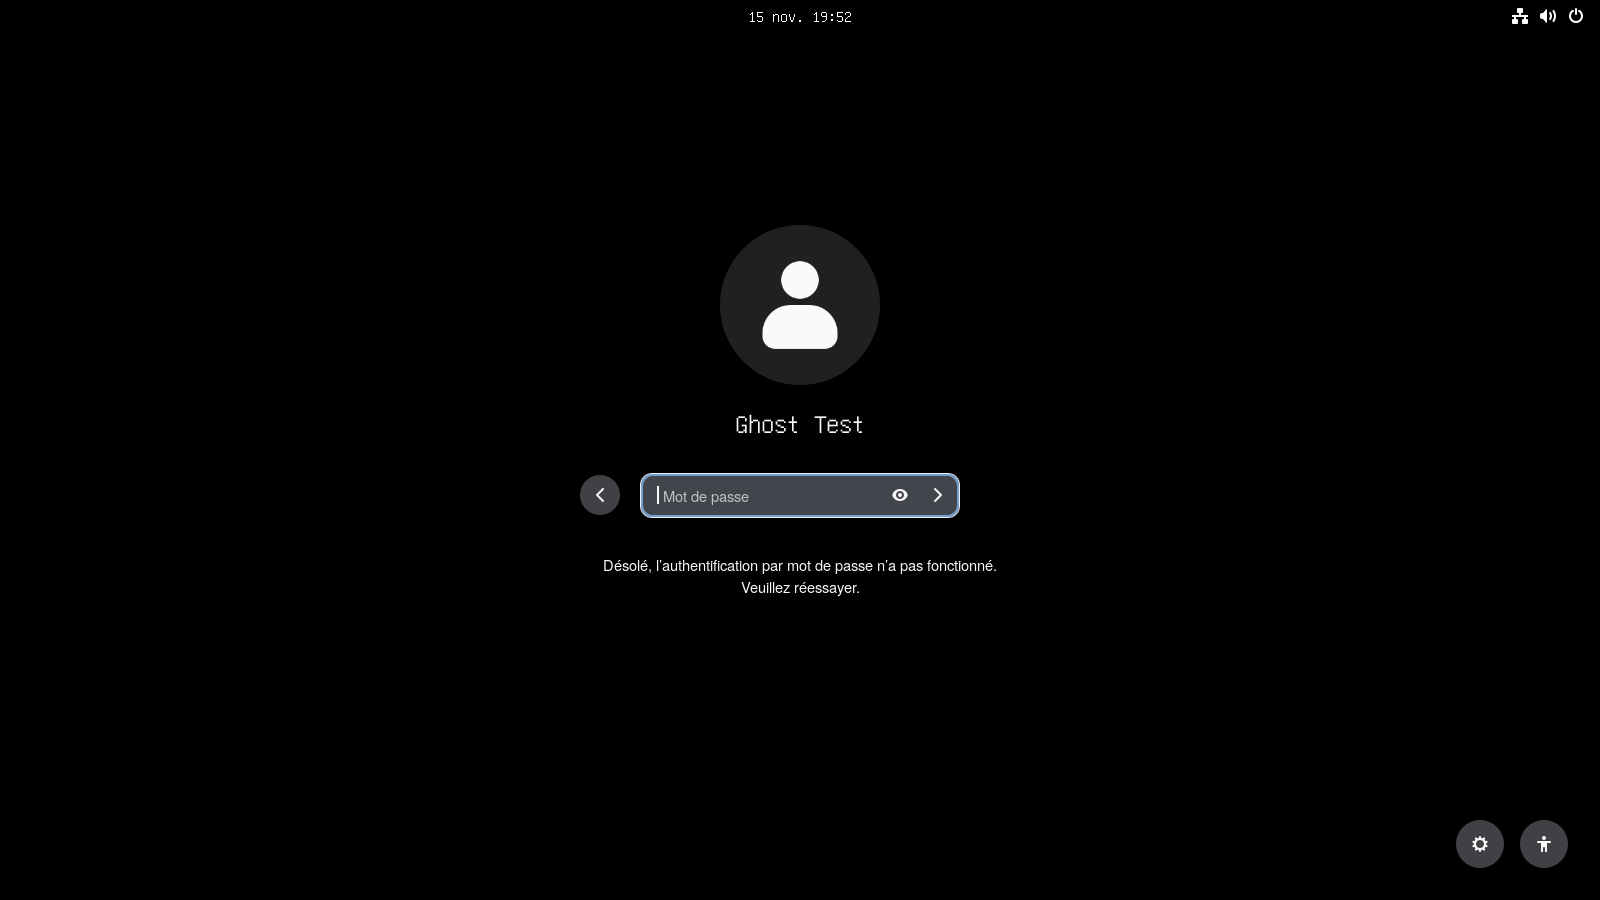 15 nov. 19:52
Ghost Test
Mot de passe
Désolé, l’authentification par mot de passe n’a pas fonctionné.
Veuillez réessayer.